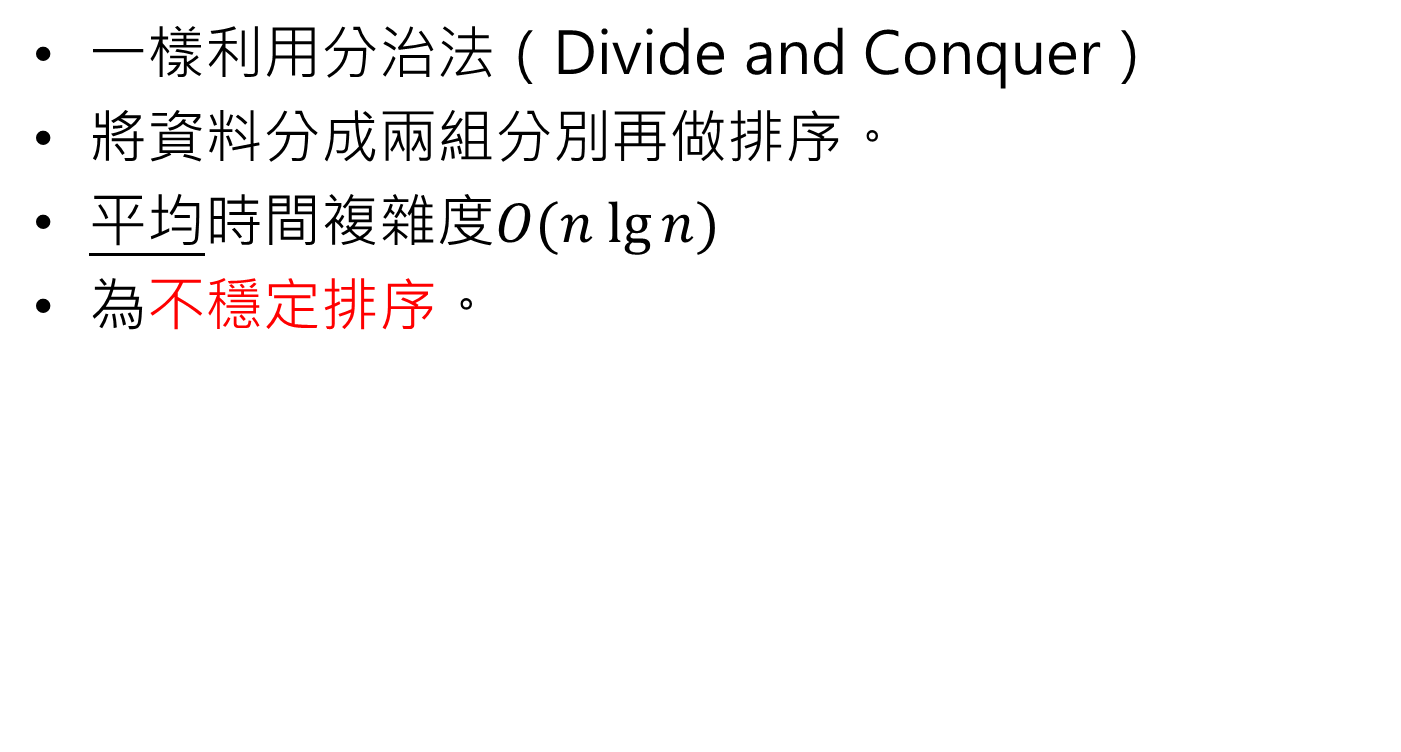 • 一樣利用分治法（Divide and Conquer）
• 將資料分成兩組分別再做排序。
• 平均時間複雜度O(n lg n)
• 為不穩定排序。